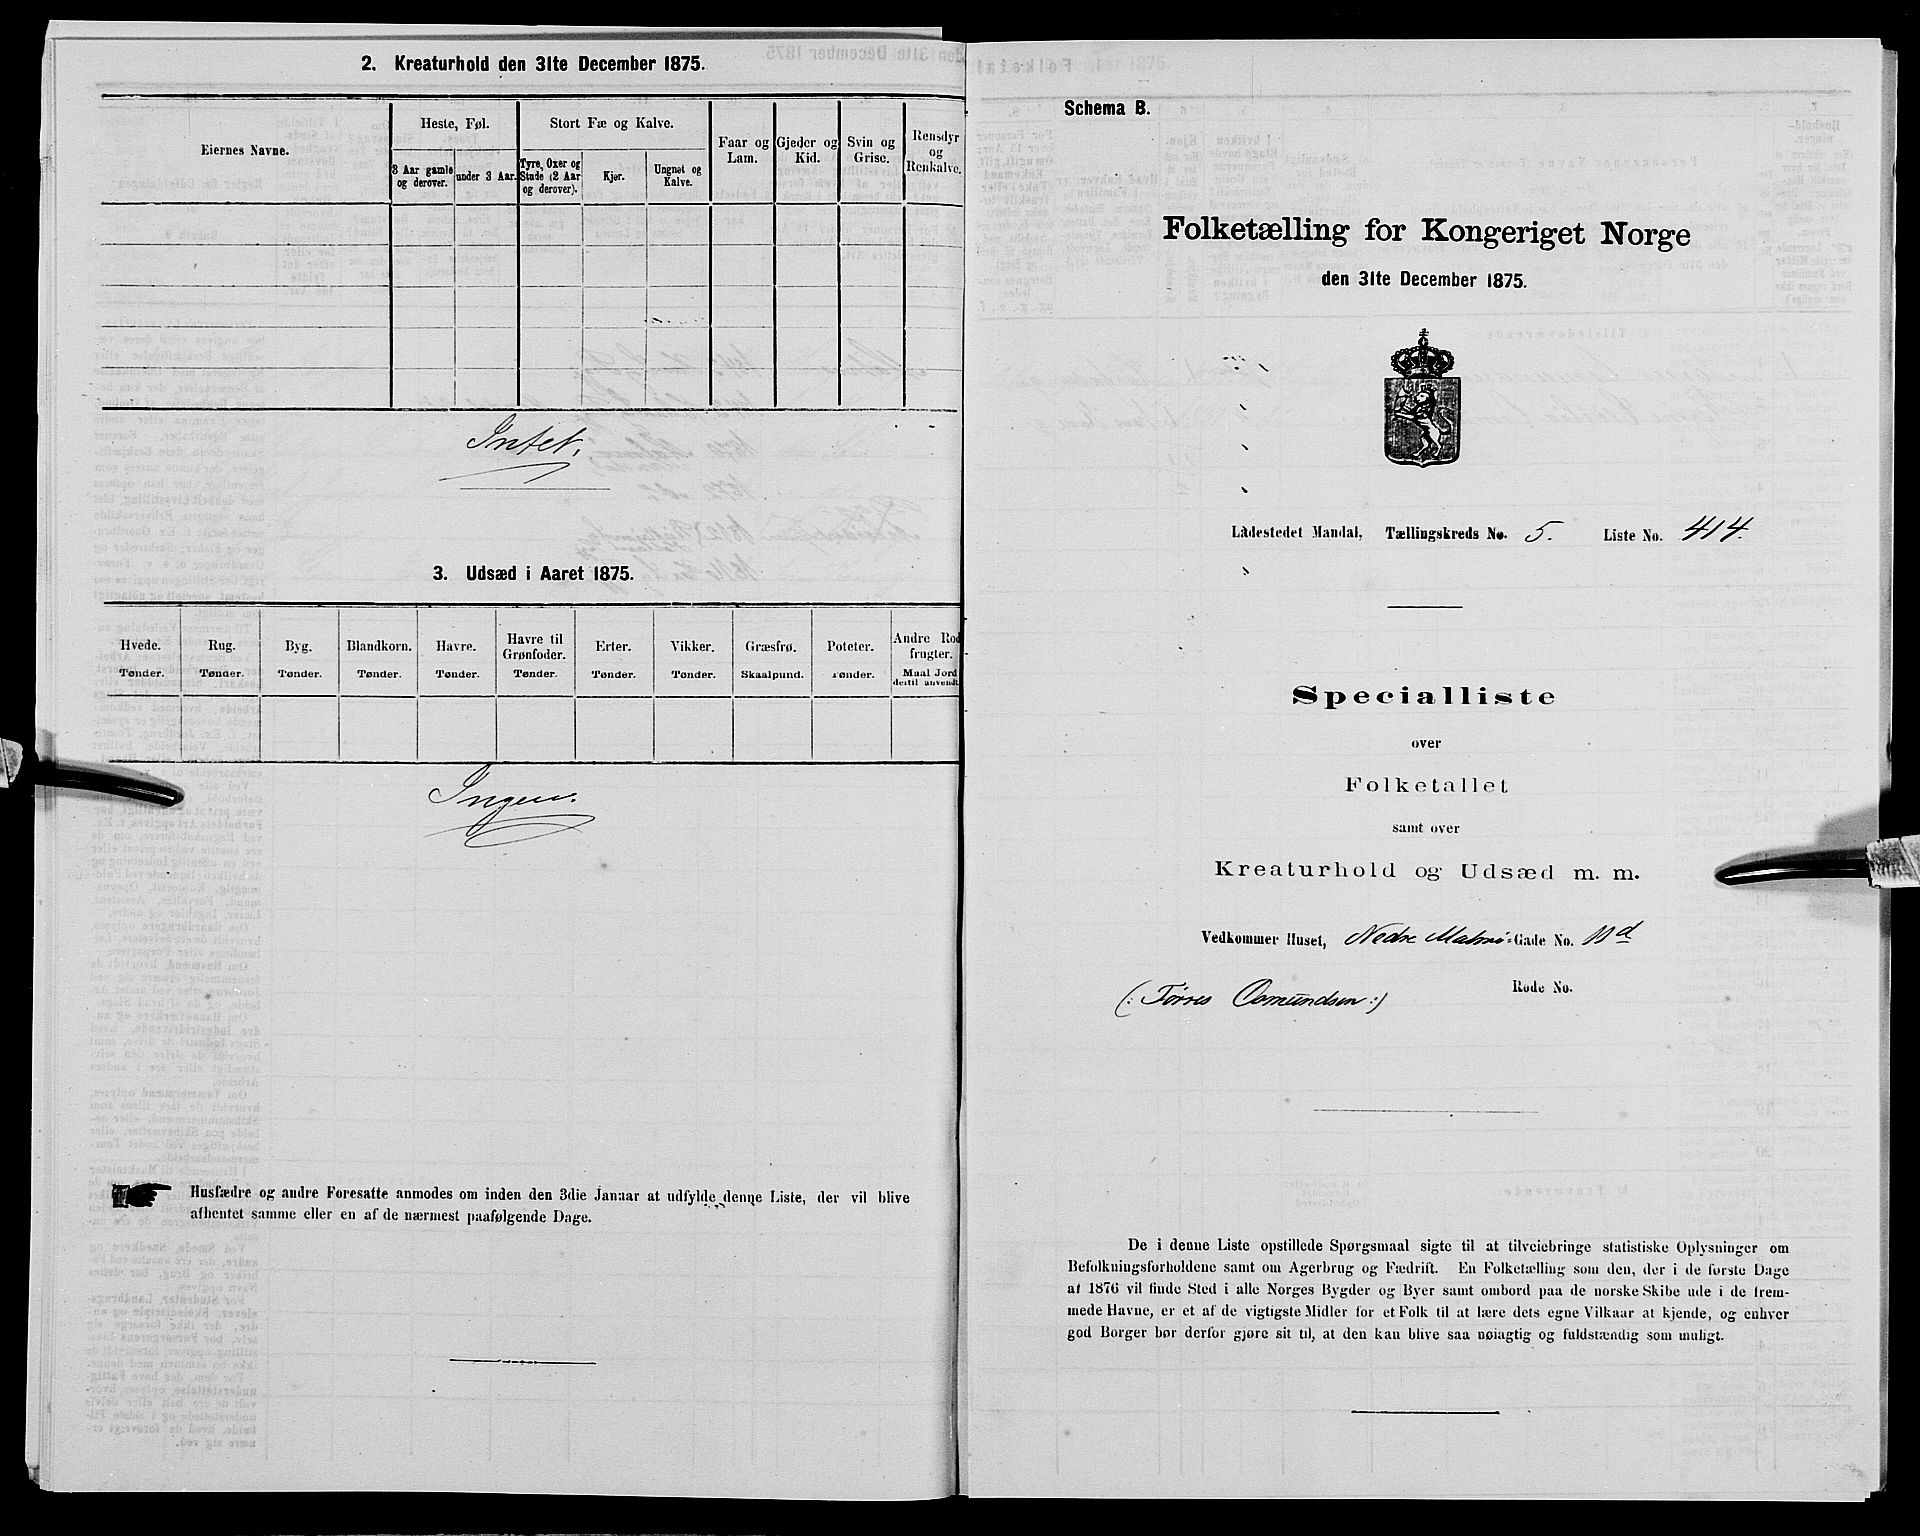 2. Kreaturhold den 31te December 1875.
Eiernes Navne.
Heste, Føl.
3 Aar gamle og derover.
under 3 Aar.
Stort Fæ og Kalve.
Tyre, Oxer og Stude (2 Aar og derover).
Kjør.
Ungnøt og Kalve.
Faar og Lam.
Gjeder og Kid.
Svin og Grise.
Rensdyr og Renkalve.
Intet.
3. Udsæd i Aaret 1875.
Hvede. Rug. Byg. Blandkorn. Havre. Havre til Grønfoder. Erter. Vikker. Græsfrø. Poteter. Andre Rodfrugter.
Tønder. Tønder. Tønder. Tønder. Tønder. Tønder. Tønder. Tønder. Skaalpund. Tønder. Maal Jord dertil anvendt.
Ingen.
Husfædre og andre Foresatte anmodes om inden den 3die Januar at udfylde denne Liste, der vil blive
afhentet samme eller en af de nærmest paafølgende Dage.
Schema B.
Folketælling for Kongeriget Norge
den 31te December 1875.
Ladestedet Mandal, Tællingskreds No. 5. Liste No. 414.
Specialliste
over
Folketallet
samt over
Kreaturhold og Udsæd m. m.
Vedkommer Huset, Nedre Malmø Gade No. 11d
(: Tørres Osmundsen :) Rode No.
De i denne Liste opstillede Spørgsmaal sigte til at tilveiebringe statistiske Oplysninger om
Befolkningsforholdene samt om Agerbrug og Fædrift. En Folketælling som den, der i de første Dage
af 1876 vil finde Sted i alle Norges Bygder og Byer samt ombord paa de norske Skibe ude i de frem-
mede Havne, er et af de vigtigste Midler for et Folk til at lære dets egne Vilkaar at kjende, og enhver
god Borger bør derfor gjøre sit til, at den kan blive saa nøiagtig og fuldstændig som muligt.